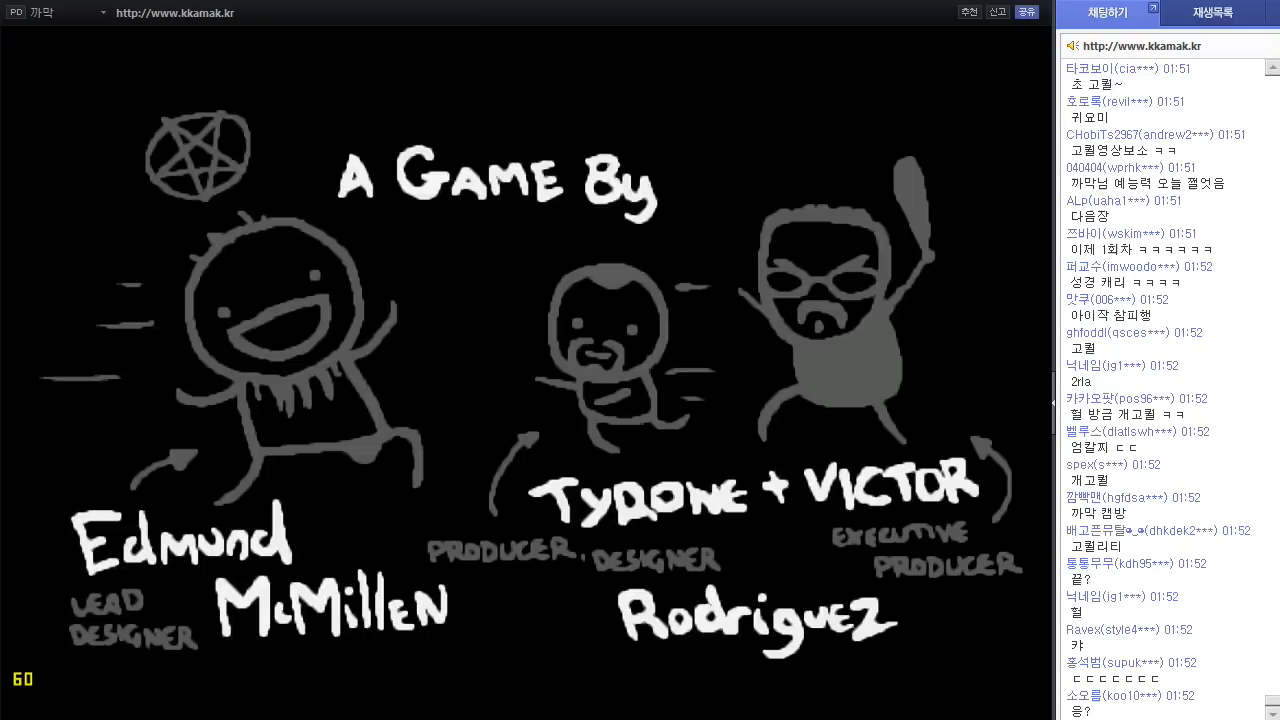 PD 까막
http://www.kkamak.kr
추천 신고 공유
채팅하기
재생목록
A GAME By
Edmund
McMillEN
LEAD
DESIGNER
TYRONE + VICTOR
PRODUCER, DESIGNER
EXECUTIVE
PRODUCER
RodriguEZ
60
http://www.kkamak.kr
타코보이(cia***) 01:51
초 고퀄~
호로록(revil***) 01:51
귀요미
CHobiTs2967(andrew2***) 01:51
고퀄영상보소 ㅋㅋ
040404(wprhk***) 01:51
까막님 예능력 오늘 쩔엇음
ALp(uaha1***) 01:51
다음장
쯔바이(wskim***) 01:51
이제 1회차 ㅋㅋㅋㅋㅋㅋ
퍼교수(imwoodo***) 01:52
성경 캐리 ㅋㅋㅋㅋ
맛쿠(006***) 01:52
아이작 참피행
ghfoddl(qsces***) 01:52
고퀄
닉네임(jg1***) 01:52
2rla
카카오팟(pos96***) 01:52
헐 방금 개고퀄 ㅋㅋ
벨루스(dlatlswh***) 01:52
엄칼지 ㄷㄷ
spex(s***) 01:52
개고퀄
깜빡맨(hgfdsa***) 01:52
까막 캠방
배고픈뮤탈(dhkdek2***) 01:52
고퀄리티
통통무무(kdh95***) 01:52
끝?
닉네임(jg1***) 01:52
헐
Ravex(style4***) 01:52
캬
홍석범(supuk***) 01:52
ㄷㄷㄷㄷㄷㄷㄷ
소오름(koo10***) 01:52
응?